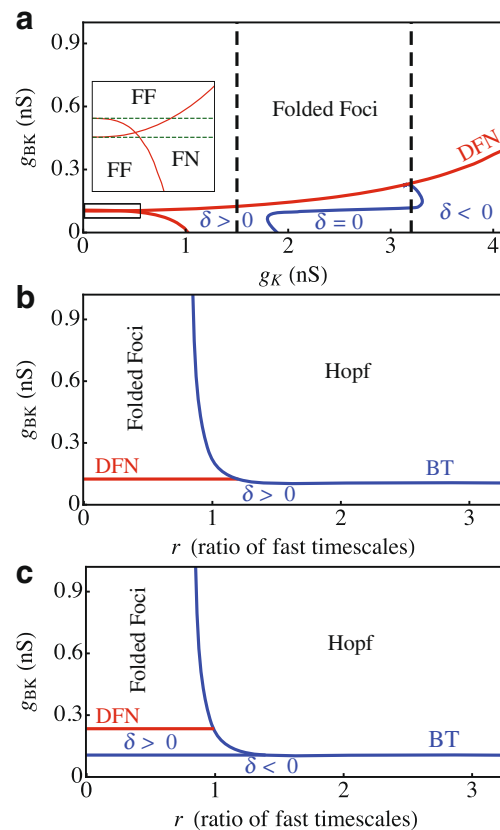 a
0.9
0.6
0.3
0
g_BK (nS)
FF
FF
FN
Folded Foci
DFN
δ > 0
δ = 0
δ < 0
0
1
2
3
4
g_K (nS)
b
0.9
0.6
0.3
0
g_BK (nS)
Folded Foci
Hopf
DFN
BT
δ > 0
0
1
2
3
r (ratio of fast timescales)
c
0.9
0.6
0.3
0
g_BK (nS)
Folded Foci
Hopf
DFN
δ > 0
BT
δ < 0
0
1
2
3
r (ratio of fast timescales)